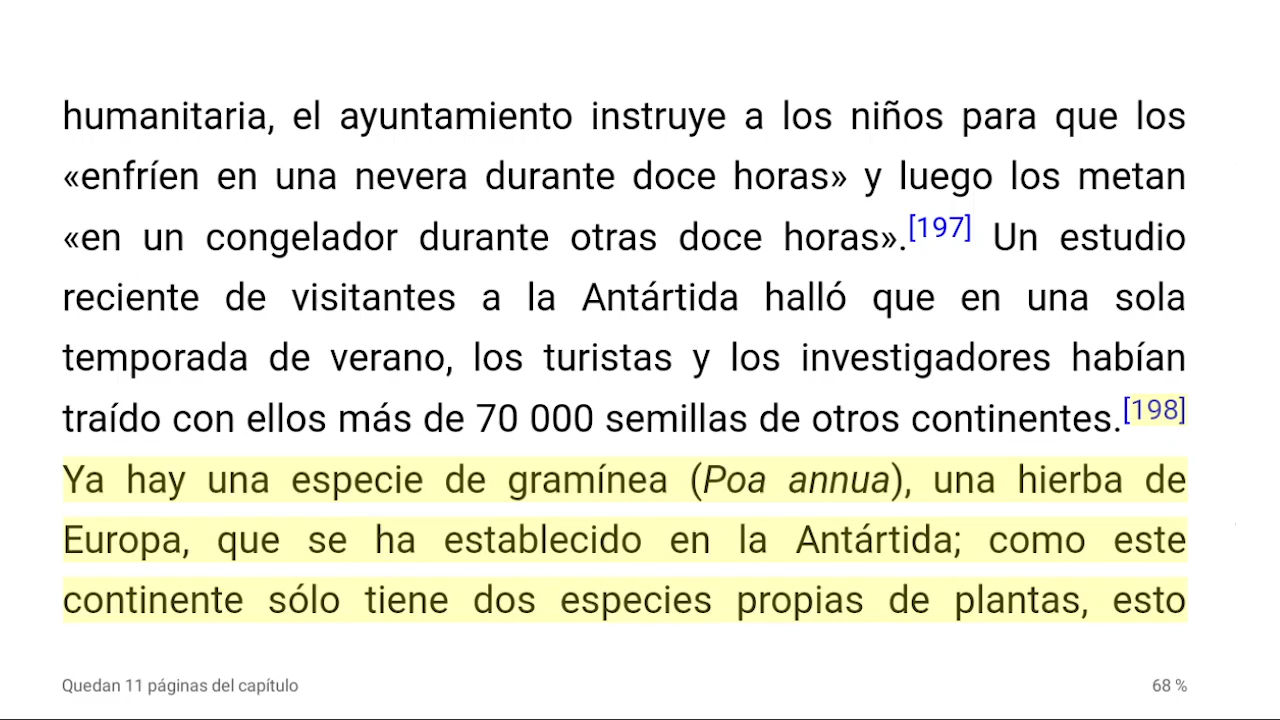 humanitaria, el ayuntamiento instruye a los niños para que los
«enfríen en una nevera durante doce horas» y luego los metan
«en un congelador durante otras doce horas».[197] Un estudio
reciente de visitantes a la Antártida halló que en una sola
temporada de verano, los turistas y los investigadores habían
traído con ellos más de 70 000 semillas de otros continentes.[198]
Ya hay una especie de gramínea (Poa annua), una hierba de
Europa, que se ha establecido en la Antártida; como este
continente sólo tiene dos especies propias de plantas, esto
Quedan 11 páginas del capítulo
68 %